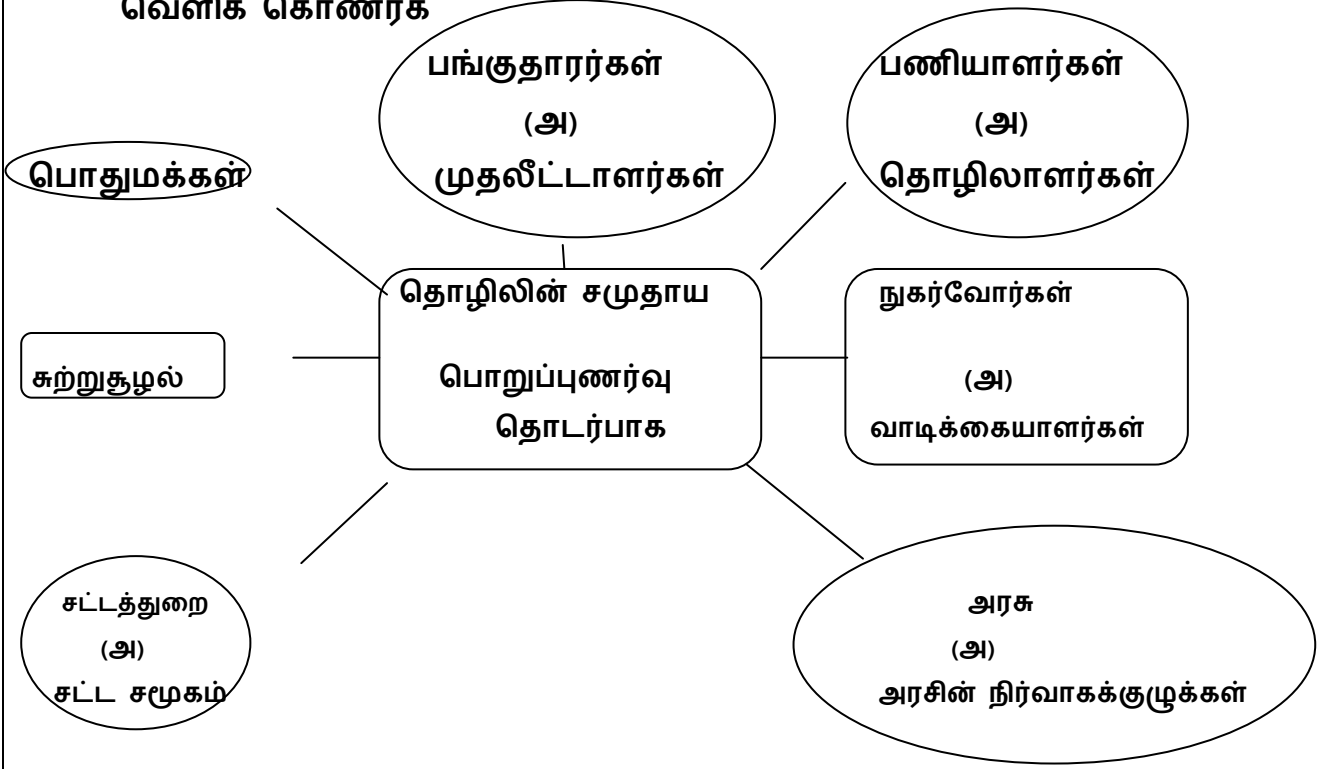 வெளிக் கொணர்க
பங்குதாரர்கள்
(அ)
முதலீட்டாளர்கள்
பணியாளர்கள்
(அ)
தொழிலாளர்கள்
பொதுமக்கள்
தொழிலின் சமுதாய
பொறுப்புணர்வு
தொடர்பாக
நுகர்வோர்கள்
(அ)
வாடிக்கையாளர்கள்
சுற்றுசூழல்
சட்டத்துறை
(அ)
சட்ட சமூகம்
அரசு
(அ)
அரசின் நிர்வாகக்குழுக்கள்